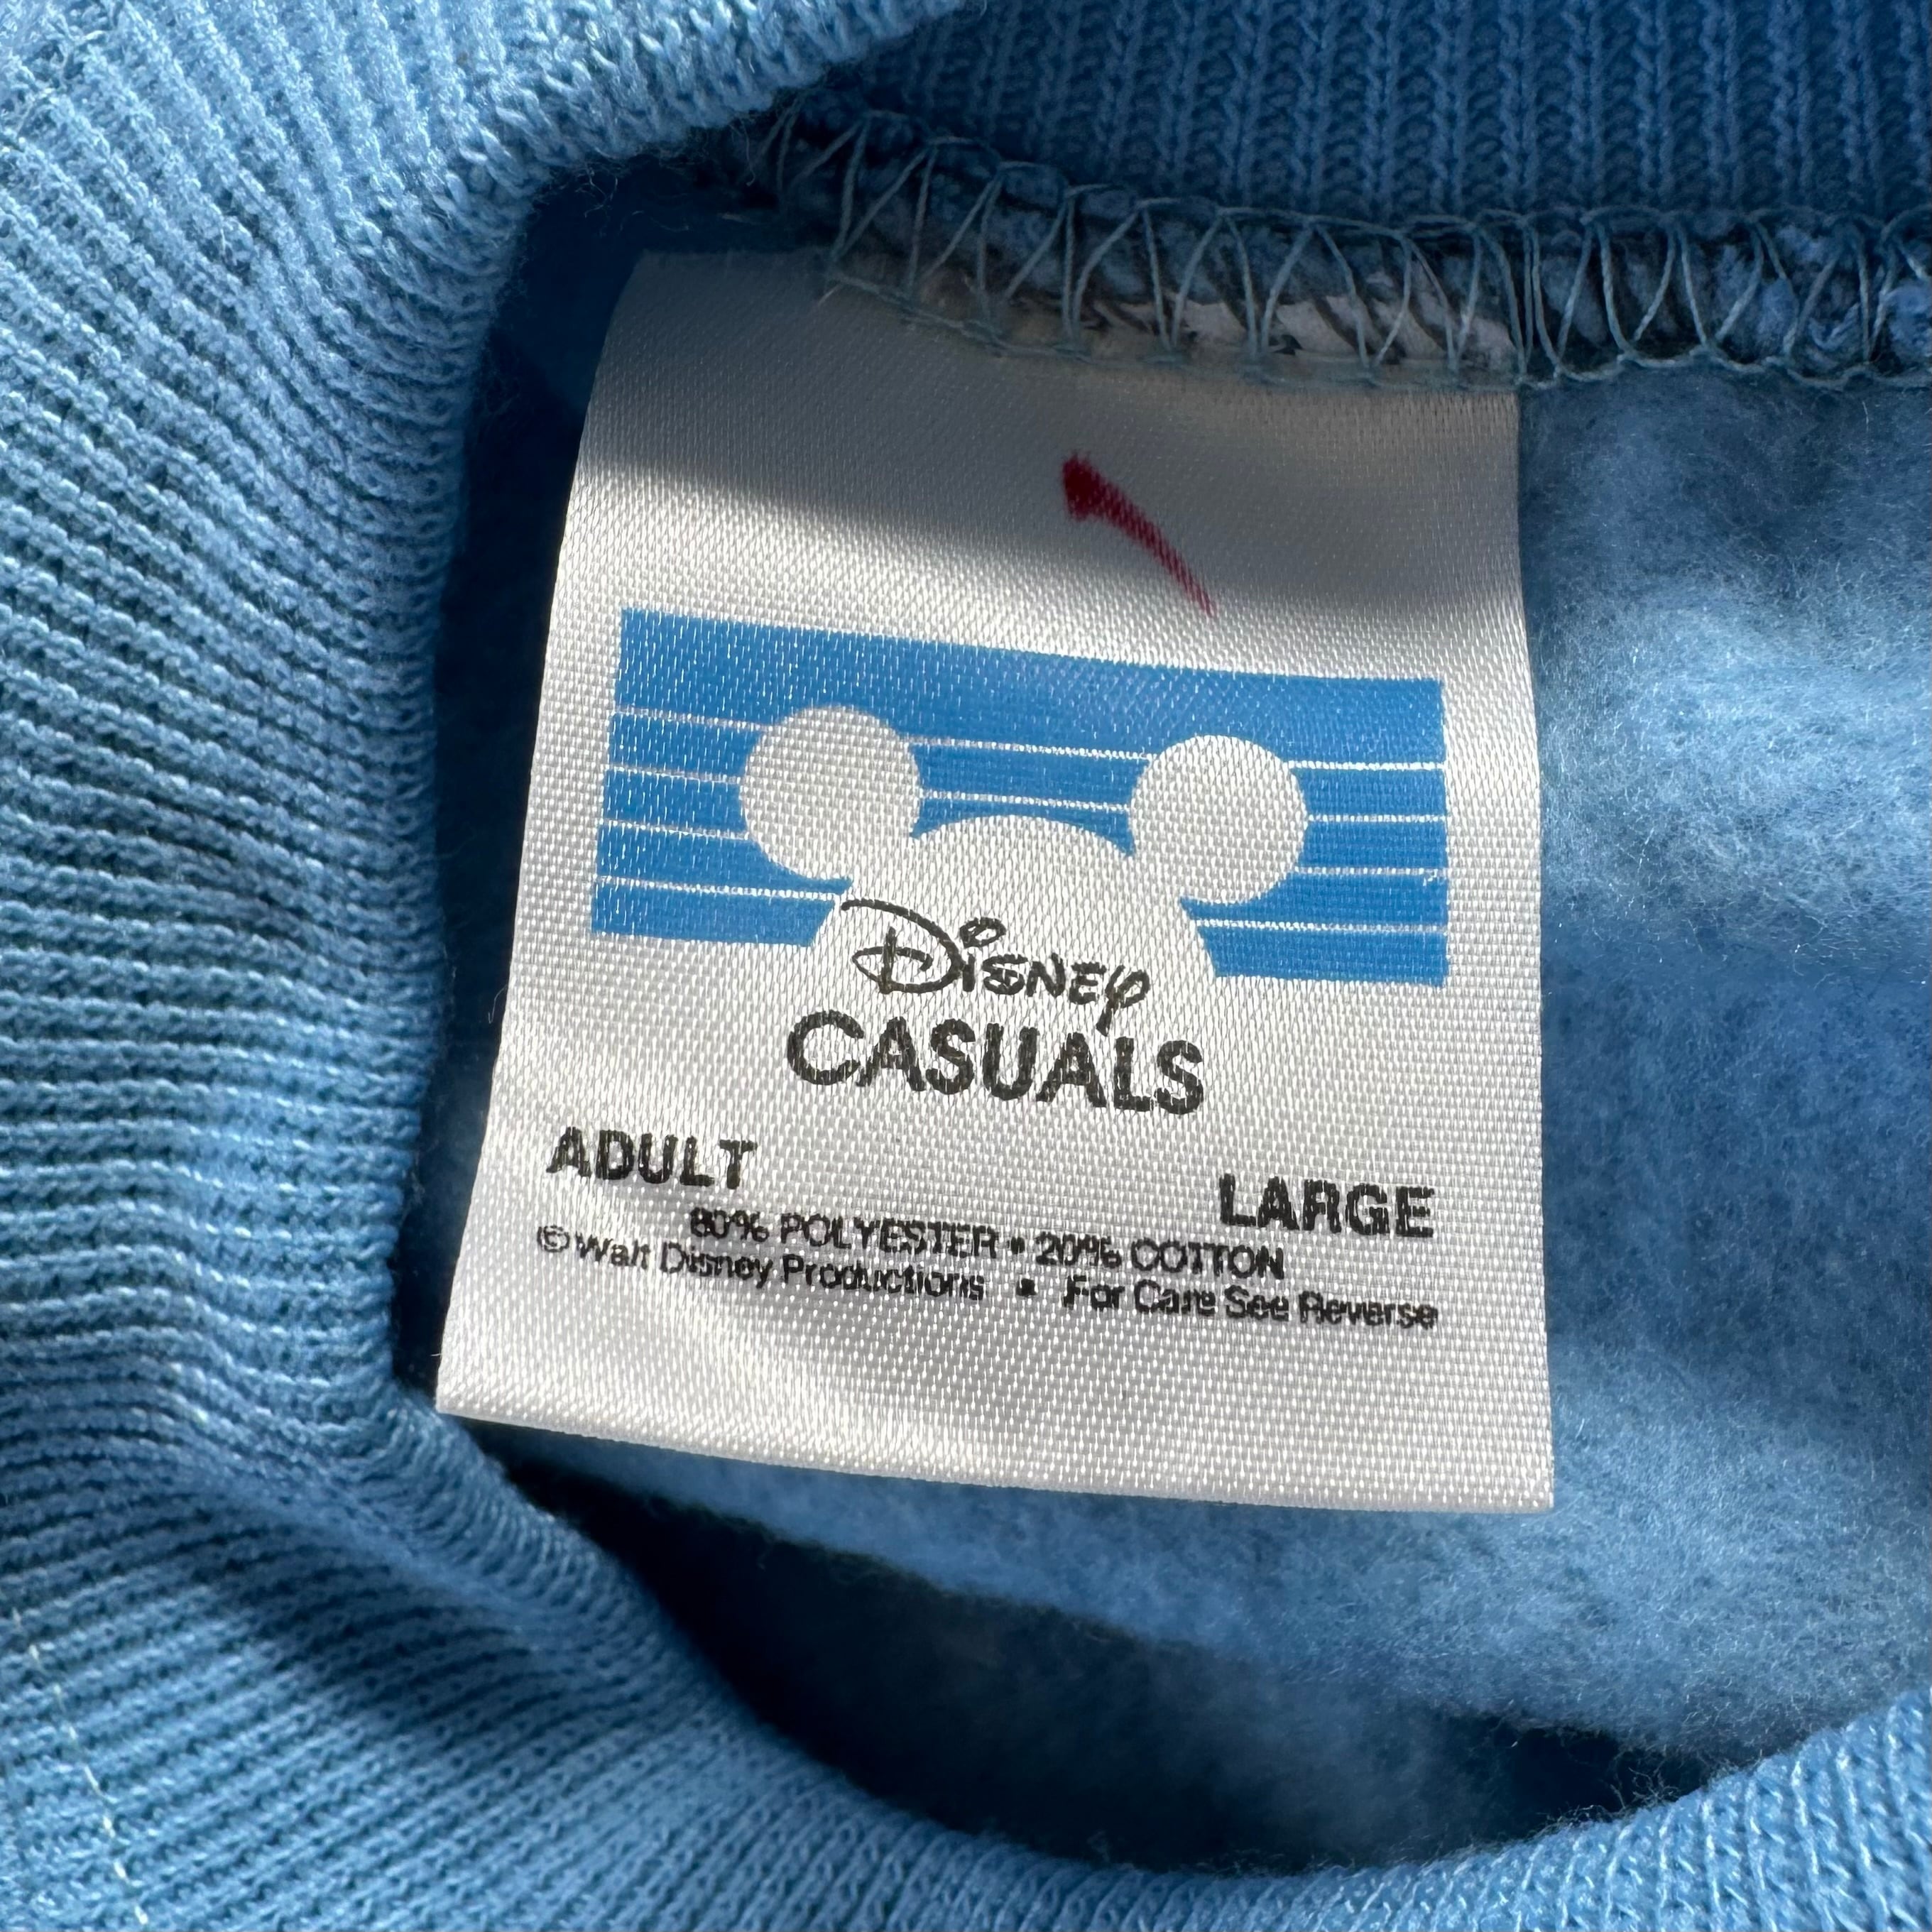 Disney
CASUALS
ADULT LARGE
80% POLYESTER • 20% COTTON
© Walt Disney Productions • For Care See Reverse